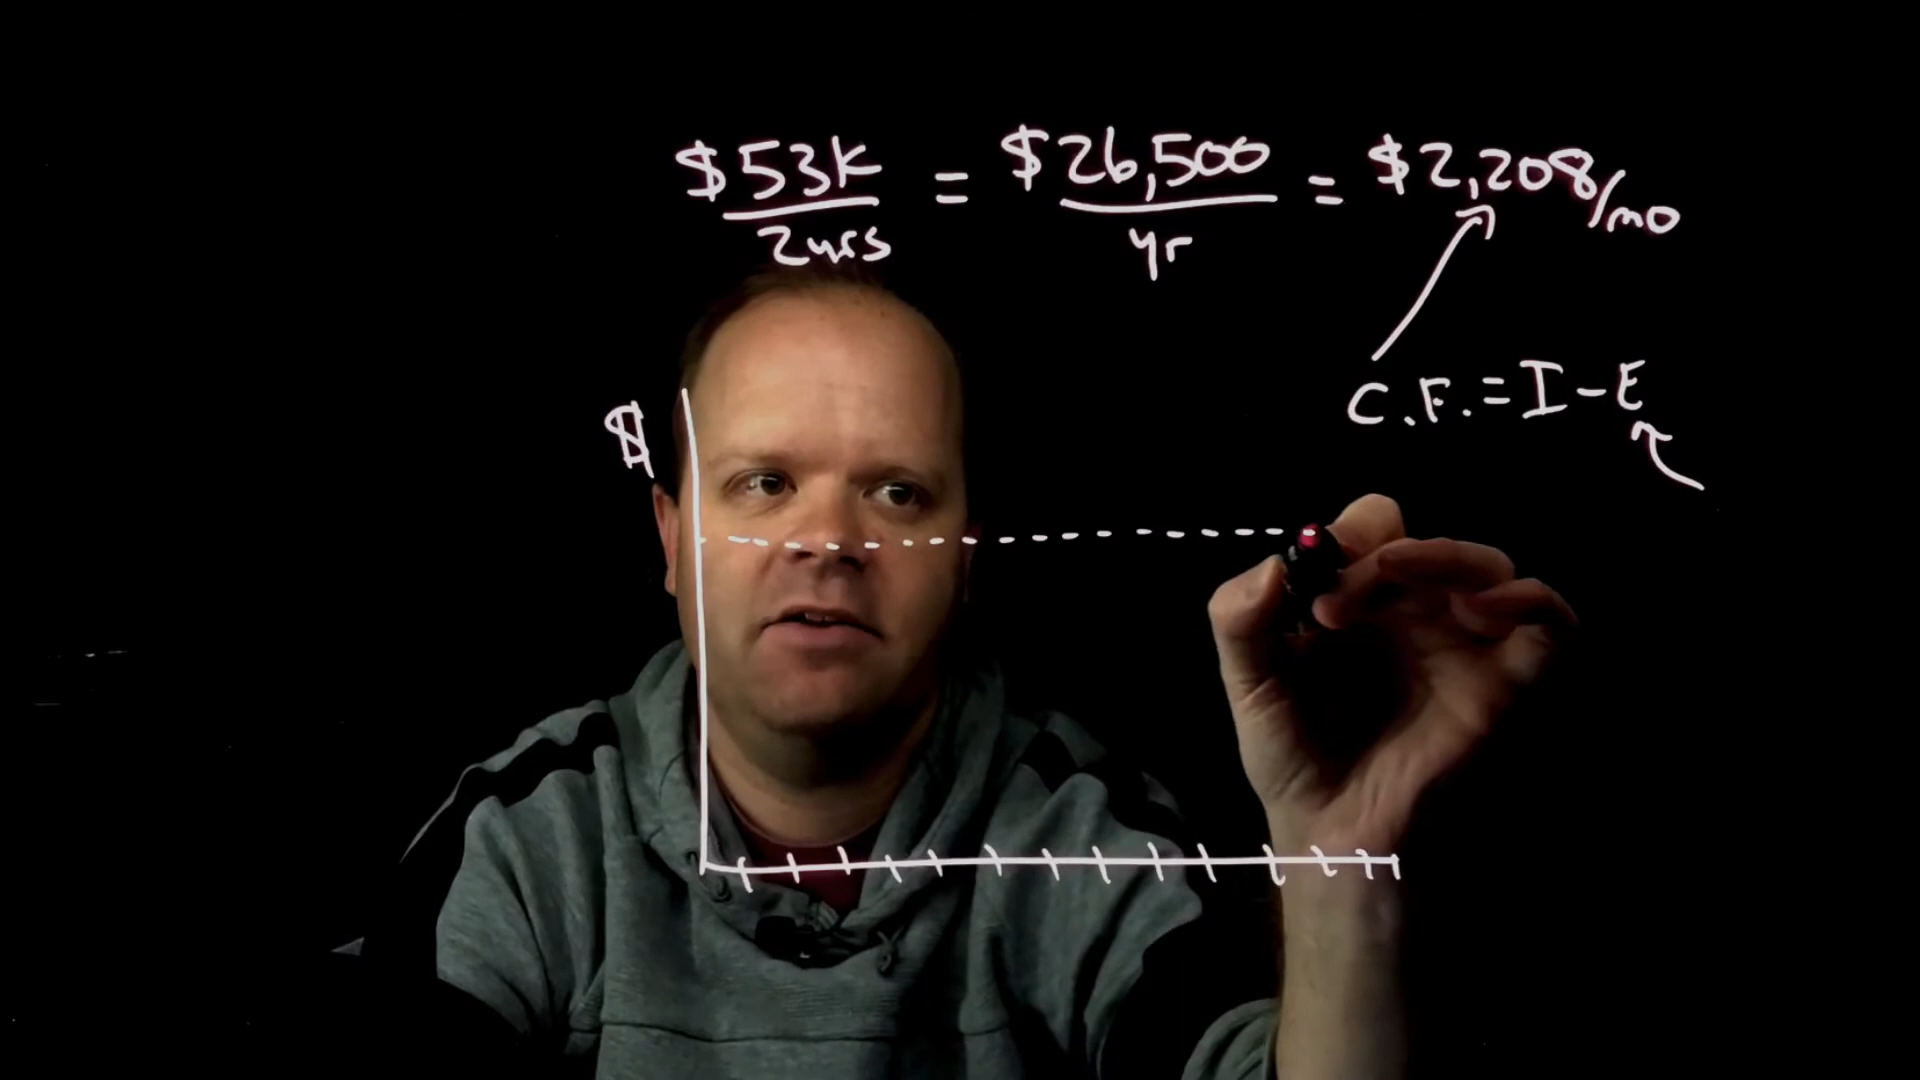 $53K = $26,500 = $2,208/mo
2yrs yr
C.F. = I - E
$